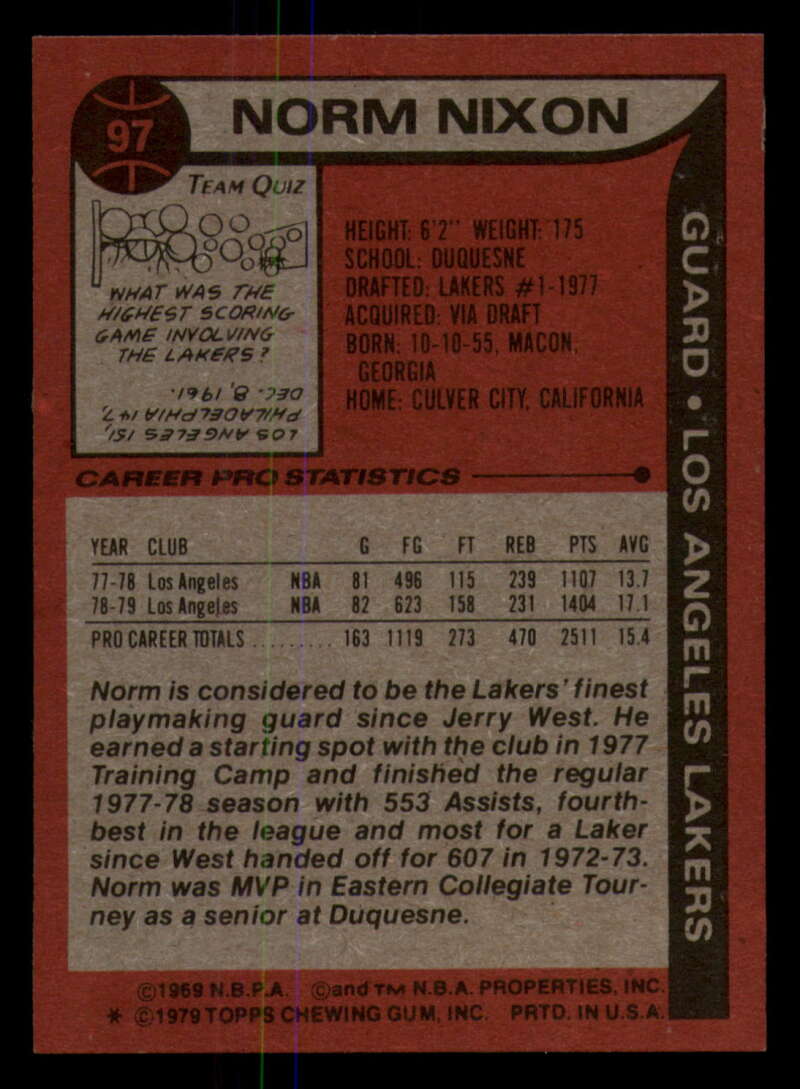 97
NORM NIXON
TEAM QUIZ
WHAT WAS THE
HIGHEST SCORING
GAME INVOLVING
THE LAKERS?
LOS ANGELES 151,
PHILADELPHIA 147,
DEC. 8, 1961.
HEIGHT: 6'2" WEIGHT: 175
SCHOOL: DUQUESNE
DRAFTED: LAKERS #1-1977
ACQUIRED: VIA DRAFT
BORN: 10-10-55, MACON,
GEORGIA
HOME: CULVER CITY, CALIFORNIA
GUARD • LOS ANGELES LAKERS
CAREER PRO STATISTICS
YEAR CLUB G FG FT REB PTS AVG
77-78 Los Angeles NBA 81 496 115 239 1107 13.7
78-79 Los Angeles NBA 82 623 158 231 1404 17.1
PRO CAREER TOTALS .......... 163 1119 273 470 2511 15.4
Norm is considered to be the Lakers' finest
playmaking guard since Jerry West. He
earned a starting spot with the club in 1977
Training Camp and finished the regular
1977-78 season with 553 Assists, fourth-
best in the league and most for a Laker
since West handed off for 607 in 1972-73.
Norm was MVP in Eastern Collegiate Tour-
ney as a senior at Duquesne.
©1969 N.B.P.A. ©and TM N.B.A. PROPERTIES, INC.
* ©1979 TOPPS CHEWING GUM, INC. PRTD. IN U.S.A.